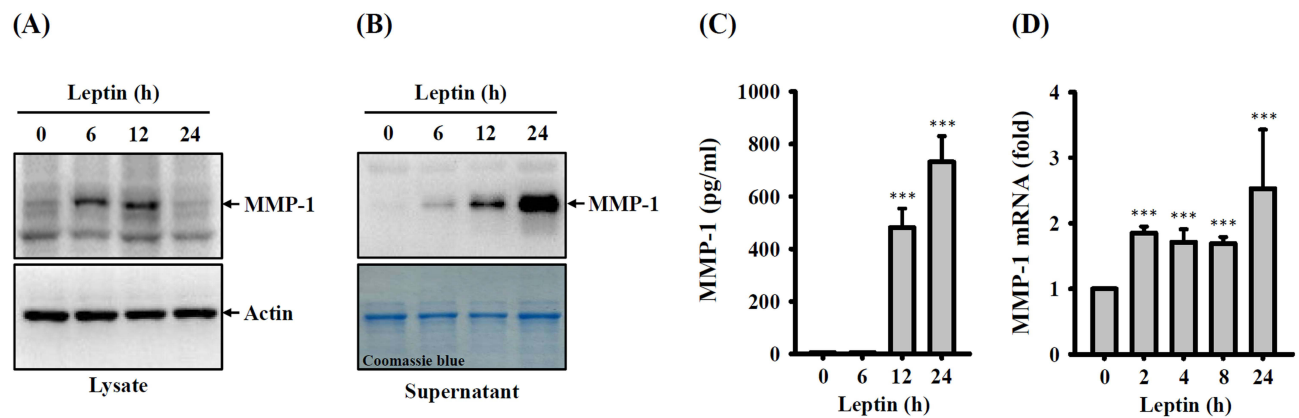 (A)
Leptin (h)
0 6 12 24
MMP-1
Actin
Lysate
(B)
Leptin (h)
0 6 12 24
MMP-1
Coomassie blue
Supernatant
(C)
MMP-1 (pg/ml)
1000
800
600
400
200
0
***
***
0 6 12 24
Leptin (h)
(D)
MMP-1 mRNA (fold)
4
3
2
1
0
***
***
***
***
0 2 4 8 24
Leptin (h)